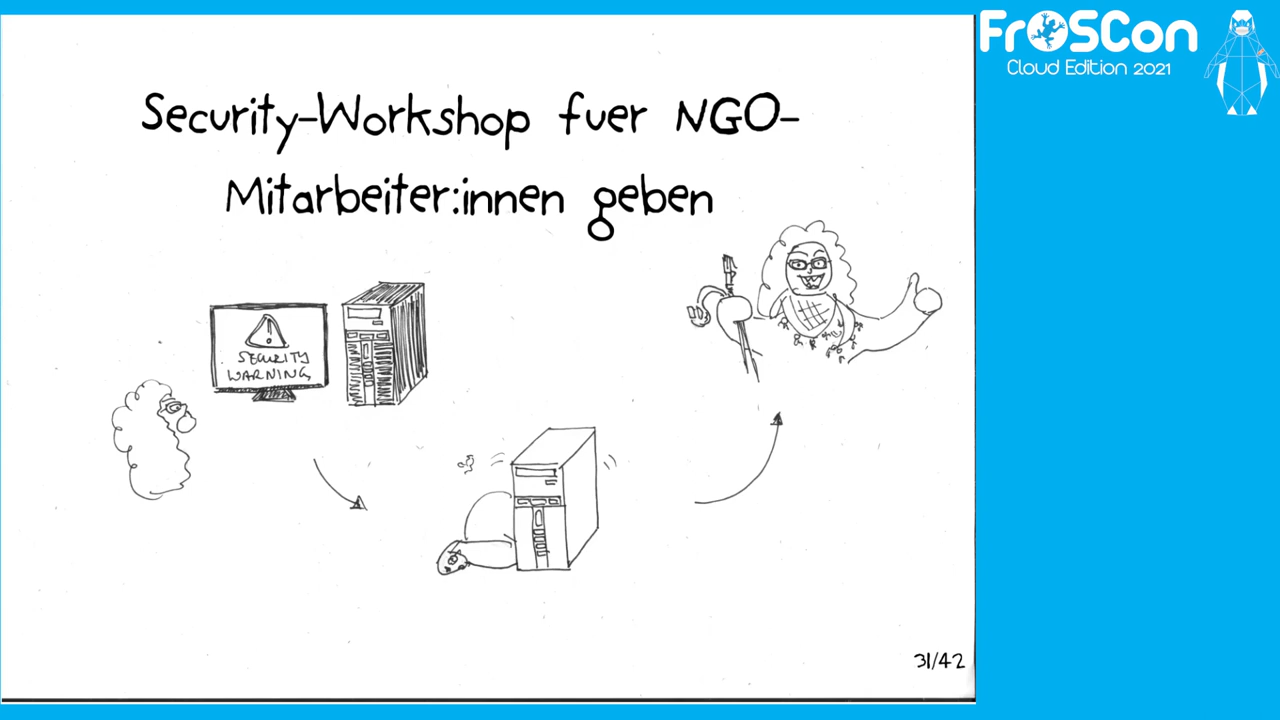 FrOSCon
Cloud Edition 2021
Security-Workshop fuer NGO-
Mitarbeiter:innen geben
SECURITY
WARNING
31/42